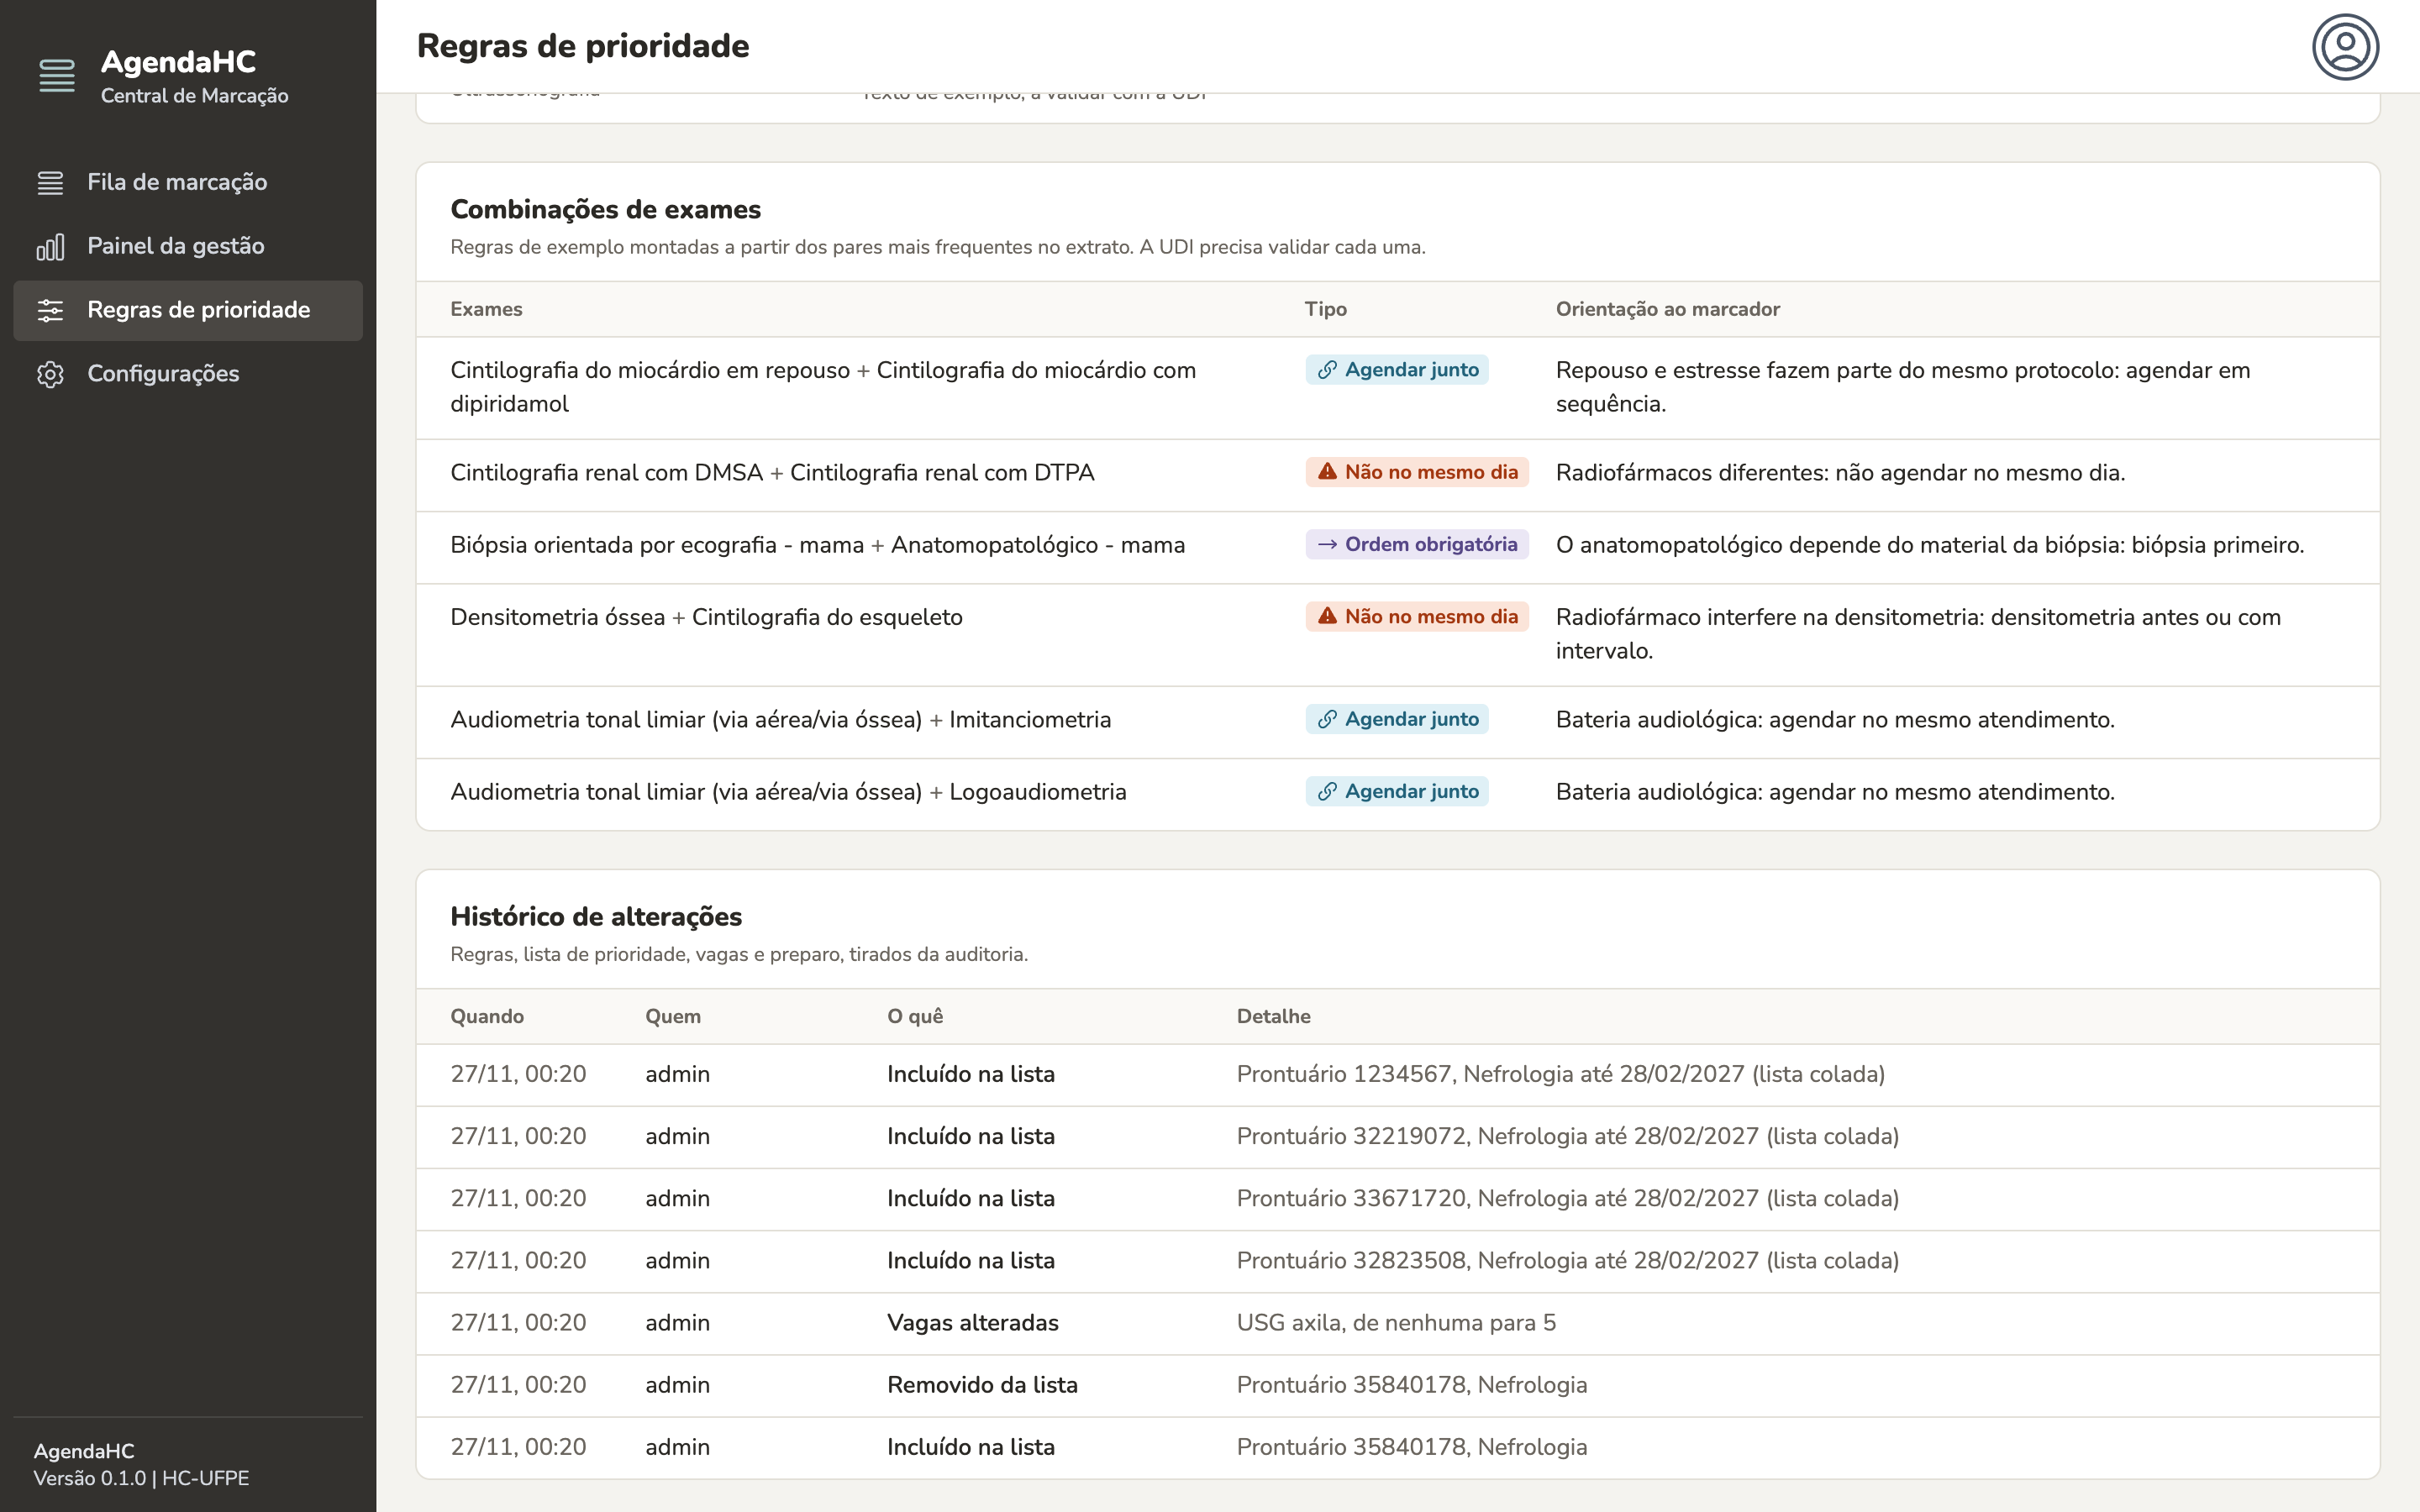 AgendaHC
Central de Marcação
Fila de marcação
Painel da gestão
Regras de prioridade
Configurações
AgendaHC
Versão 0.1.0 | HC-UFPE
Regras de prioridade
Ultrassonografia
Texto de exemplo, a validar com a UDI
Combinações de exames
Regras de exemplo montadas a partir dos pares mais frequentes no extrato. A UDI precisa validar cada uma.
Exames Tipo Orientação ao marcador
Cintilografia do miocárdio em repouso + Cintilografia do miocárdio com
dipiridamol
Agendar junto
Repouso e estresse fazem parte do mesmo protocolo: agendar em
sequência.
Cintilografia renal com DMSA + Cintilografia renal com DTPA
Não no mesmo dia
Radiofármacos diferentes: não agendar no mesmo dia.
Biópsia orientada por ecografia - mama + Anatomopatológico - mama
→ Ordem obrigatória
O anatomopatológico depende do material da biópsia: biópsia primeiro.
Densitometria óssea + Cintilografia do esqueleto
Não no mesmo dia
Radiofármaco interfere na densitometria: densitometria antes ou com
intervalo.
Audiometria tonal limiar (via aérea/via óssea) + Imitanciometria
Agendar junto
Bateria audiológica: agendar no mesmo atendimento.
Audiometria tonal limiar (via aérea/via óssea) + Logoaudiometria
Agendar junto
Bateria audiológica: agendar no mesmo atendimento.
Histórico de alterações
Regras, lista de prioridade, vagas e preparo, tirados da auditoria.
Quando Quem O quê Detalhe
27/11, 00:20 admin Incluído na lista Prontuário 1234567, Nefrologia até 28/02/2027 (lista colada)
27/11, 00:20 admin Incluído na lista Prontuário 32219072, Nefrologia até 28/02/2027 (lista colada)
27/11, 00:20 admin Incluído na lista Prontuário 33671720, Nefrologia até 28/02/2027 (lista colada)
27/11, 00:20 admin Incluído na lista Prontuário 32823508, Nefrologia até 28/02/2027 (lista colada)
27/11, 00:20 admin Vagas alteradas USG axila, de nenhuma para 5
27/11, 00:20 admin Removido da lista Prontuário 35840178, Nefrologia
27/11, 00:20 admin Incluído na lista Prontuário 35840178, Nefrologia